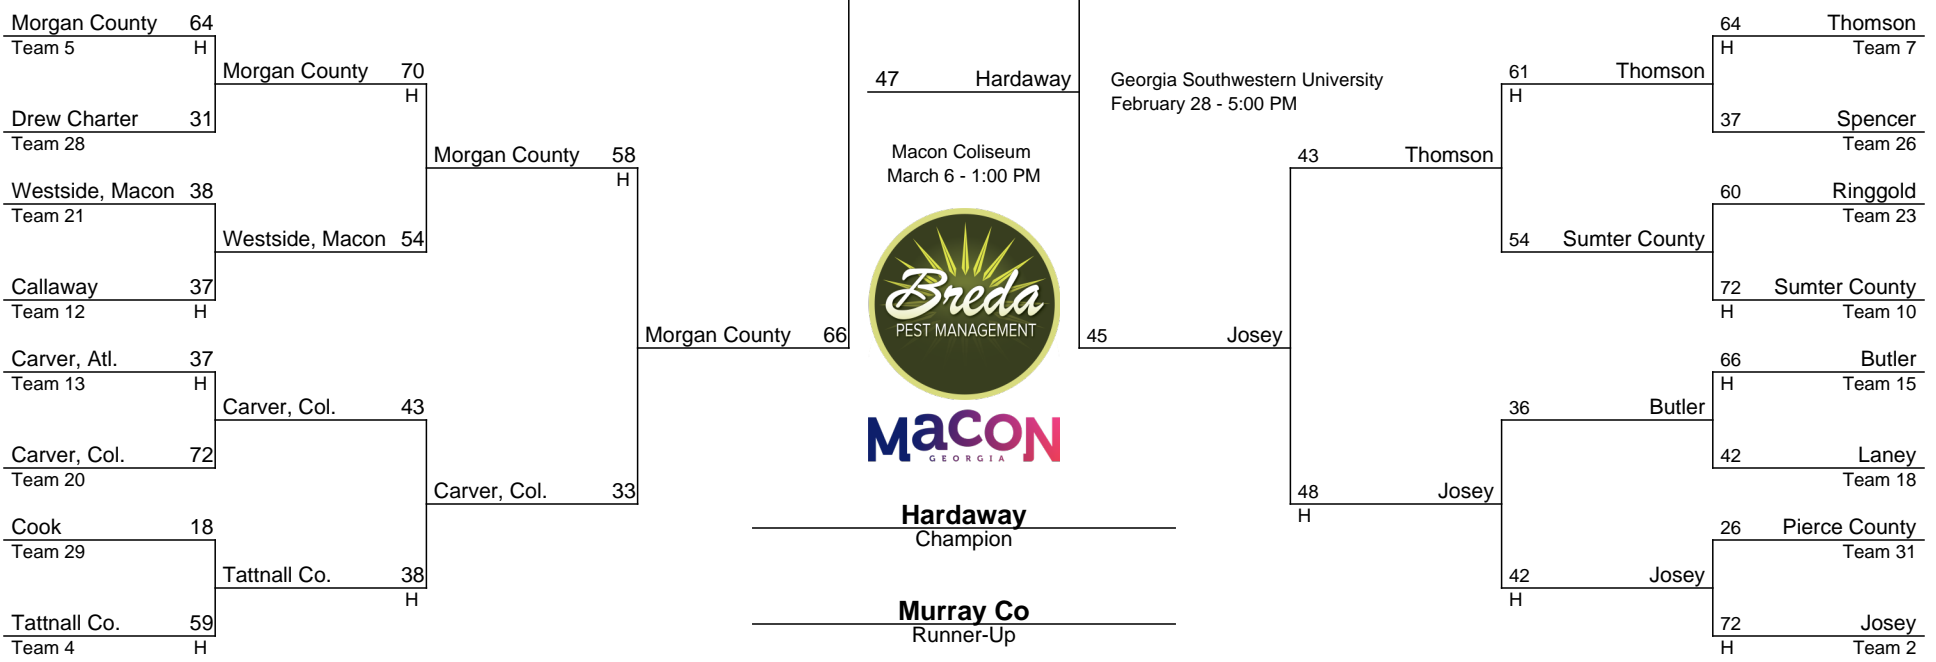 Morgan County 64
Team 5 H
Morgan County 70
H
Drew Charter 31
Team 28
Morgan County 58
H
Westside, Macon 38
Team 21
Westside, Macon 54
Callaway 37
Team 12 H
Morgan County 66
Carver, Atl. 37
Team 13 H
Carver, Col. 43
Carver, Col. 72
Team 20
Carver, Col. 33
Cook 18
Team 29
Tattnall Co. 38
H
Tattnall Co. 59
Team 4 H
47 Hardaway
Macon Coliseum
March 6 - 1:00 PM
Breda
PEST MANAGEMENT
MACON
GEORGIA
Hardaway
Champion
Murray Co
Runner-Up
Georgia Southwestern University
February 28 - 5:00 PM
45 Josey
43 Thomson
48 Josey
H
61 Thomson
H
54 Sumter County
36 Butler
42 Josey
H
64 Thomson
H Team 7
37 Spencer
Team 26
60 Ringgold
Team 23
72 Sumter County
H Team 10
66 Butler
H Team 15
42 Laney
Team 18
26 Pierce County
Team 31
72 Josey
H Team 2